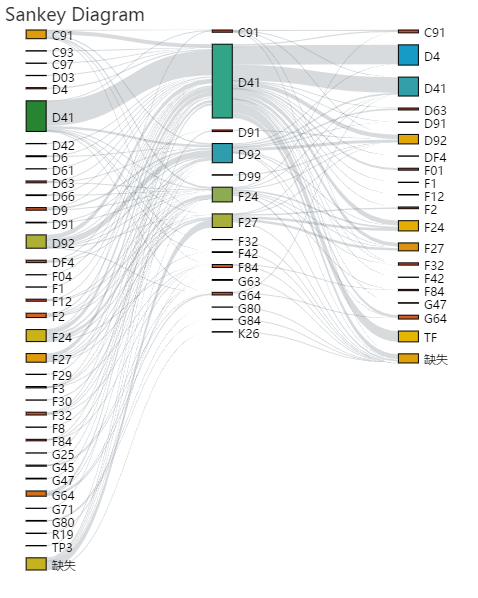 Sankey Diagram
C91
C93
C97
D03
D4
D41
D42
D6
D61
D63
D66
D9
D91
D92
DF4
F04
F1
F12
F2
F24
F27
F29
F3
F30
F32
F8
F84
G25
G45
G47
G64
G71
G80
R19
TP3
缺失
C91
D41
D91
D92
D99
F24
F27
F32
F42
F84
G63
G64
G80
G84
K26
C91
D4
D41
D63
D91
D92
DF4
F01
F1
F12
F2
F24
F27
F32
F42
F84
G47
G64
TF
缺失